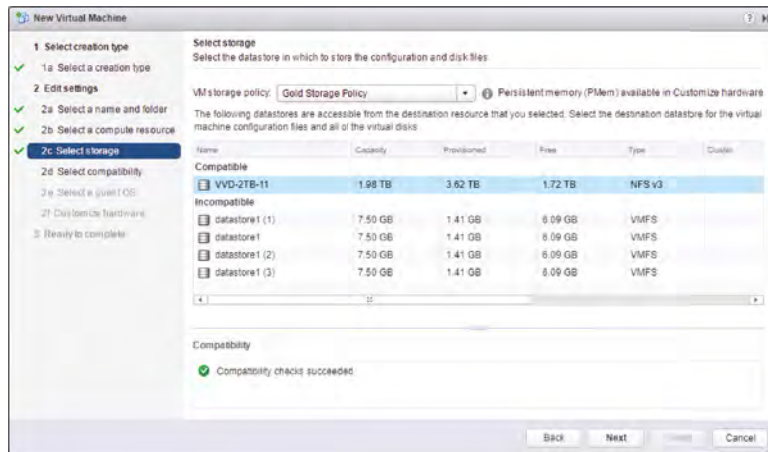 New Virtual Machine
1 Select creation type
1a Select a creation type
2 Edit settings
2a Select a name and folder
2b Select a compute resource
2c Select storage
2d Select compatibility
2e Select a guest OS
2f Customize hardware
3 Ready to complete
Select storage
Select the datastore in which to store the configuration and disk files
VM storage policy: Gold Storage Policy Persistent memory (PMem) available in Customize hardware
The following datastores are accessible from the destination resource that you selected. Select the destination datastore for the virtual
machine configuration files and all of the virtual disks
Name Capacity Provisioned Free Type Cluster
Compatible
VVD-2TB-11 1.98 TB 3.62 TB 1.72 TB NFS v3
Incompatible
datastore1 (1) 7.50 GB 1.41 GB 6.09 GB VMFS
datastore1 7.50 GB 1.41 GB 6.09 GB VMFS
datastore1 (2) 7.50 GB 1.41 GB 6.09 GB VMFS
datastore1 (3) 7.50 GB 1.41 GB 6.09 GB VMFS
Compatibility
Compatibility checks succeeded
Back Next Cancel